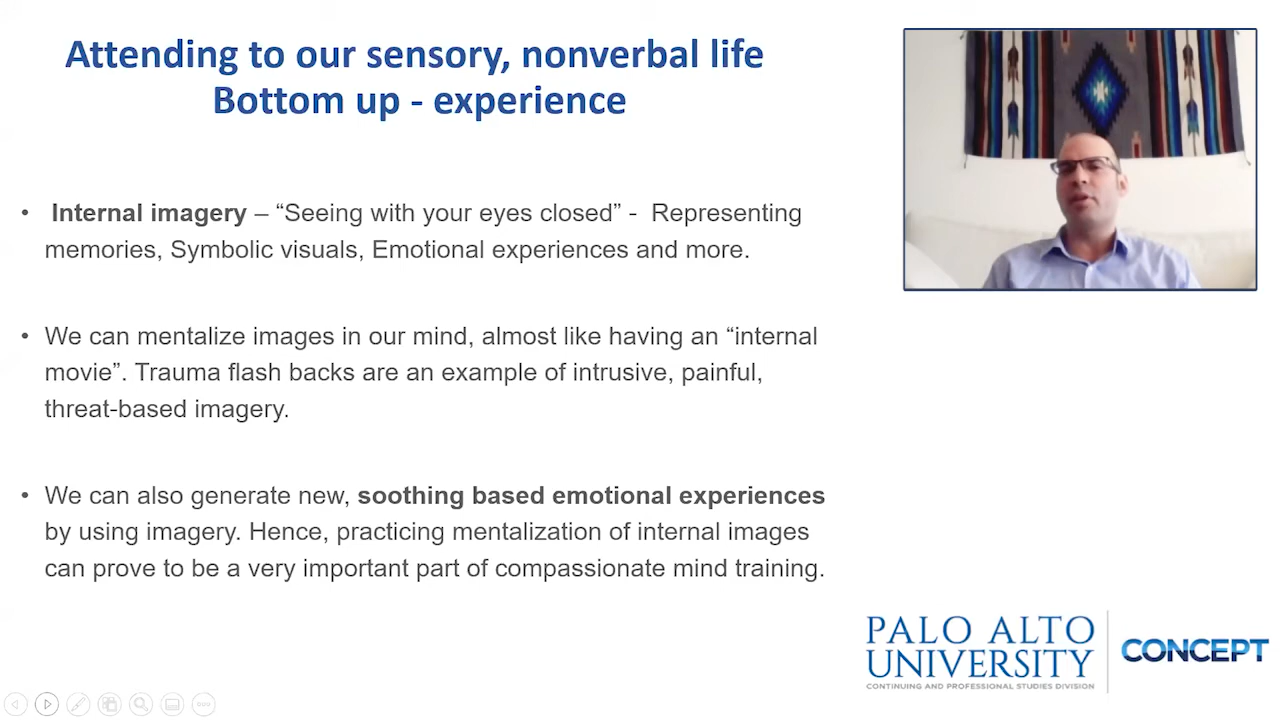 Attending to our sensory, nonverbal life
Bottom up - experience
• Internal imagery – “Seeing with your eyes closed” - Representing
memories, Symbolic visuals, Emotional experiences and more.
• We can mentalize images in our mind, almost like having an “internal
movie”. Trauma flash backs are an example of intrusive, painful,
threat-based imagery.
• We can also generate new, soothing based emotional experiences
by using imagery. Hence, practicing mentalization of internal images
can prove to be a very important part of compassionate mind training.
PALO ALTO
UNIVERSITY
CONTINUING AND PROFESSIONAL STUDIES DIVISION
CONCEPT